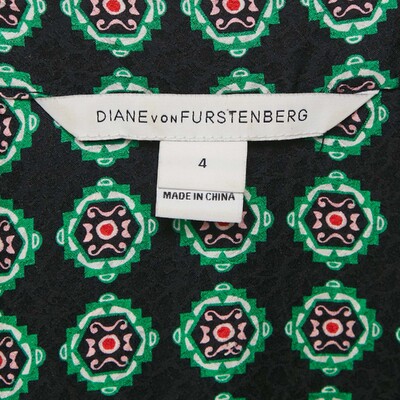 DIANE VON FURSTENBERG
4
MADE IN CHINA